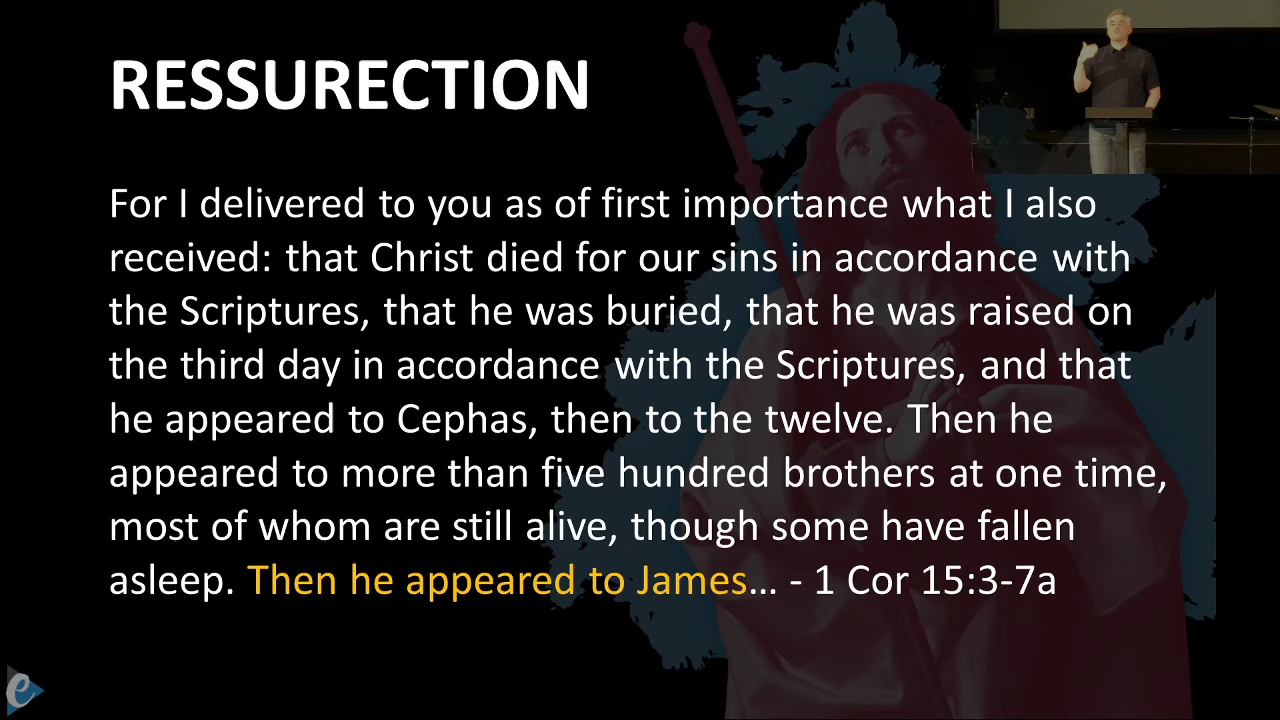 RESSURECTION
For I delivered to you as of first importance what I also
received: that Christ died for our sins in accordance with
the Scriptures, that he was buried, that he was raised on
the third day in accordance with the Scriptures, and that
he appeared to Cephas, then to the twelve. Then he
appeared to more than five hundred brothers at one time,
most of whom are still alive, though some have fallen
asleep. Then he appeared to James… - 1 Cor 15:3-7a
e